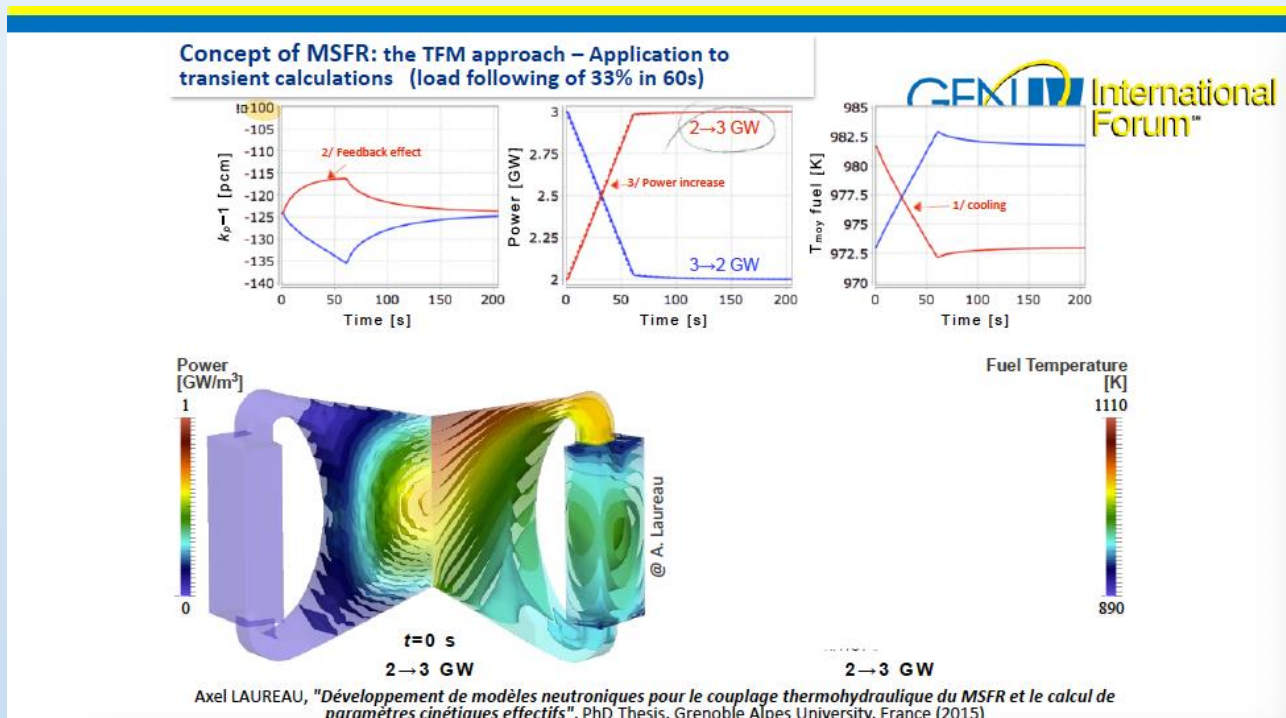 Concept of MSFR: the TFM approach – Application to
transient calculations (load following of 33% in 60s)
GEN IV International
Forum™
-100
-105
-110
-115
-120
-125
-130
-135
-140
kp−1 [pcm]
2/ Feedback effect
0 50 100 150 200
Time [s]
3
2.75
2.5
2.25
2
Power [GW]
2→3 GW
3/ Power increase
3→2 GW
0 50 100 150 200
Time [s]
985
982.5
980
977.5
975
972.5
970
Tmoy fuel [K]
1/ cooling
0 50 100 150 200
Time [s]
Power
[GW/m³]
1
0
Fuel Temperature
[K]
1110
890
@ A. Laureau
t=0 s
2→3 GW
2→3 GW
Axel LAUREAU, "Développement de modèles neutroniques pour le couplage thermohydraulique du MSFR et le calcul de
paramètres cinétiques effectifs", PhD Thesis, Grenoble Alpes University, France (2015)